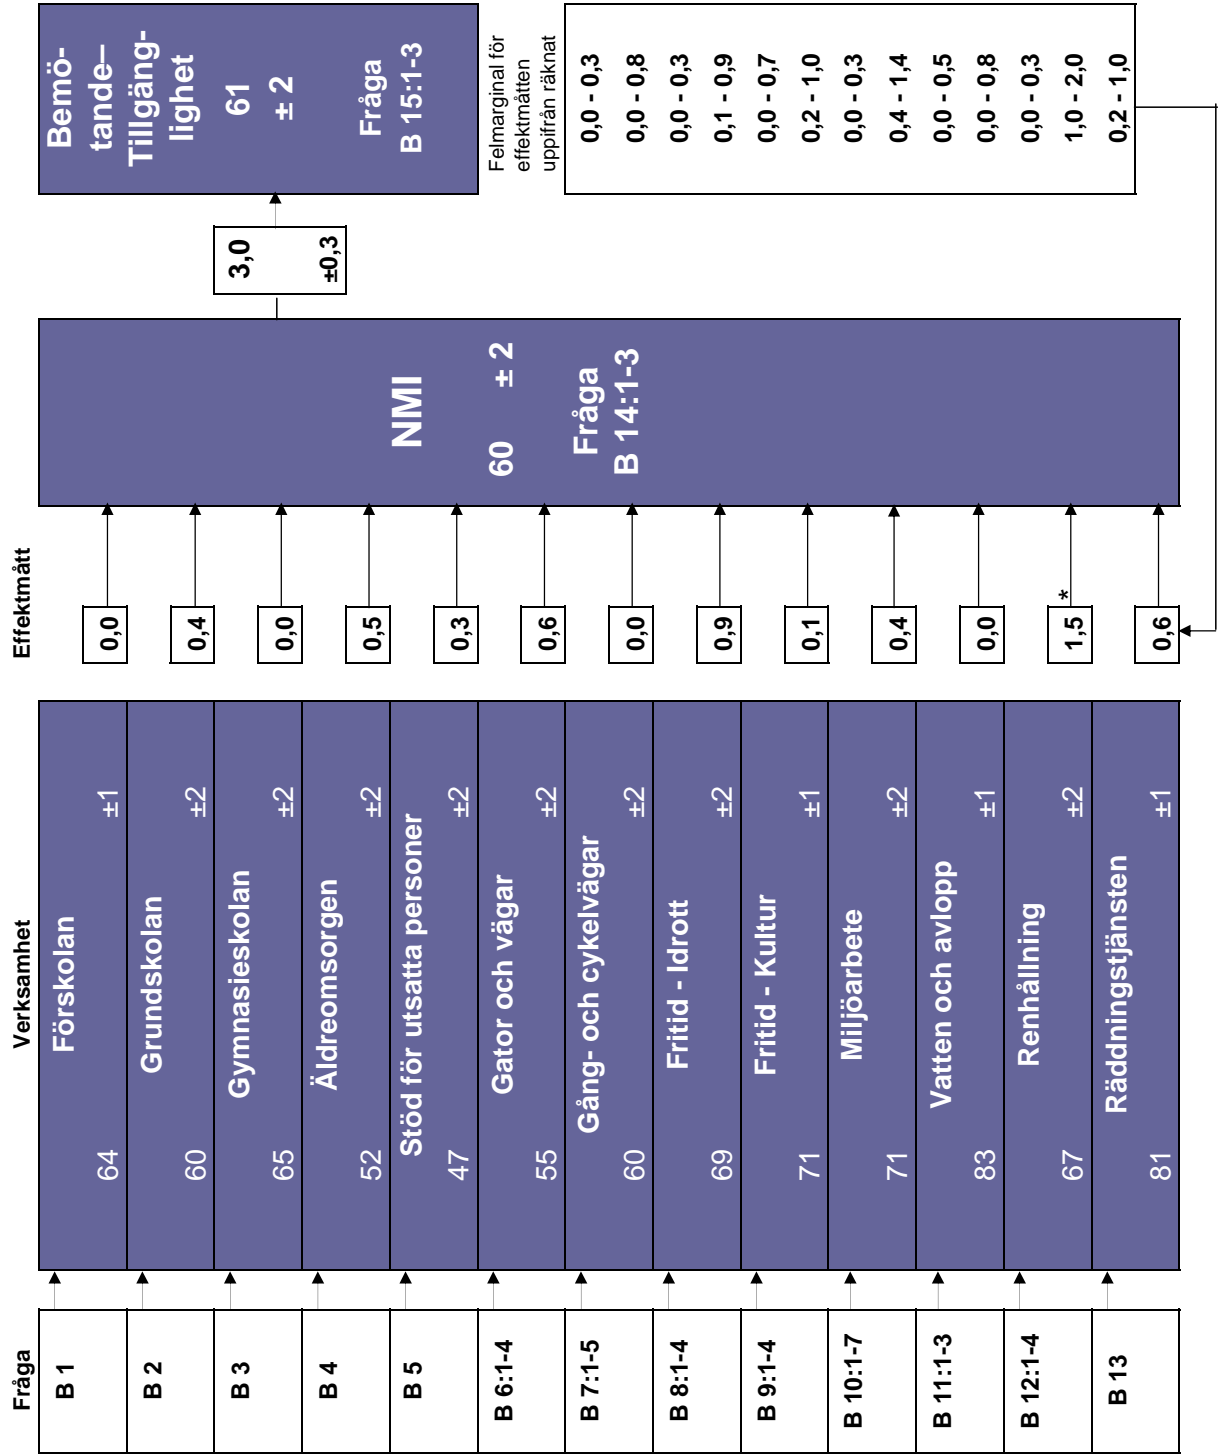 Fråga
Verksamhet
Effektmått
B 1
Förskolan
64 ±1
0,0
B 2
Grundskolan
60 ±2
0,4
B 3
Gymnasieskolan
65 ±2
0,0
B 4
Äldreomsorgen
52 ±2
0,5
B 5
Stöd för utsatta personer
47 ±2
0,3
B 6:1-4
Gator och vägar
55 ±2
0,6
B 7:1-5
Gång- och cykelvägar
60 ±2
0,0
B 8:1-4
Fritid - Idrott
69 ±2
0,9
B 9:1-4
Fritid - Kultur
71 ±1
0,1
B 10:1-7
Miljöarbete
71 ±2
0,4
B 11:1-3
Vatten och avlopp
83 ±1
0,0
B 12:1-4
Renhållning
67 ±2
1,5 *
B 13
Räddningstjänsten
81 ±1
0,6
NMI
60 ± 2
Fråga
B 14:1-3
3,0
±0,3
Bemö-
tande–
Tillgäng-
lighet
61
± 2
Fråga
B 15:1-3
Felmarginal för
effektmåtten
uppifrån räknat
0,0 - 0,3
0,0 - 0,8
0,0 - 0,3
0,1 - 0,9
0,0 - 0,7
0,2 - 1,0
0,0 - 0,3
0,4 - 1,4
0,0 - 0,5
0,0 - 0,8
0,0 - 0,3
1,0 - 2,0
0,2 - 1,0